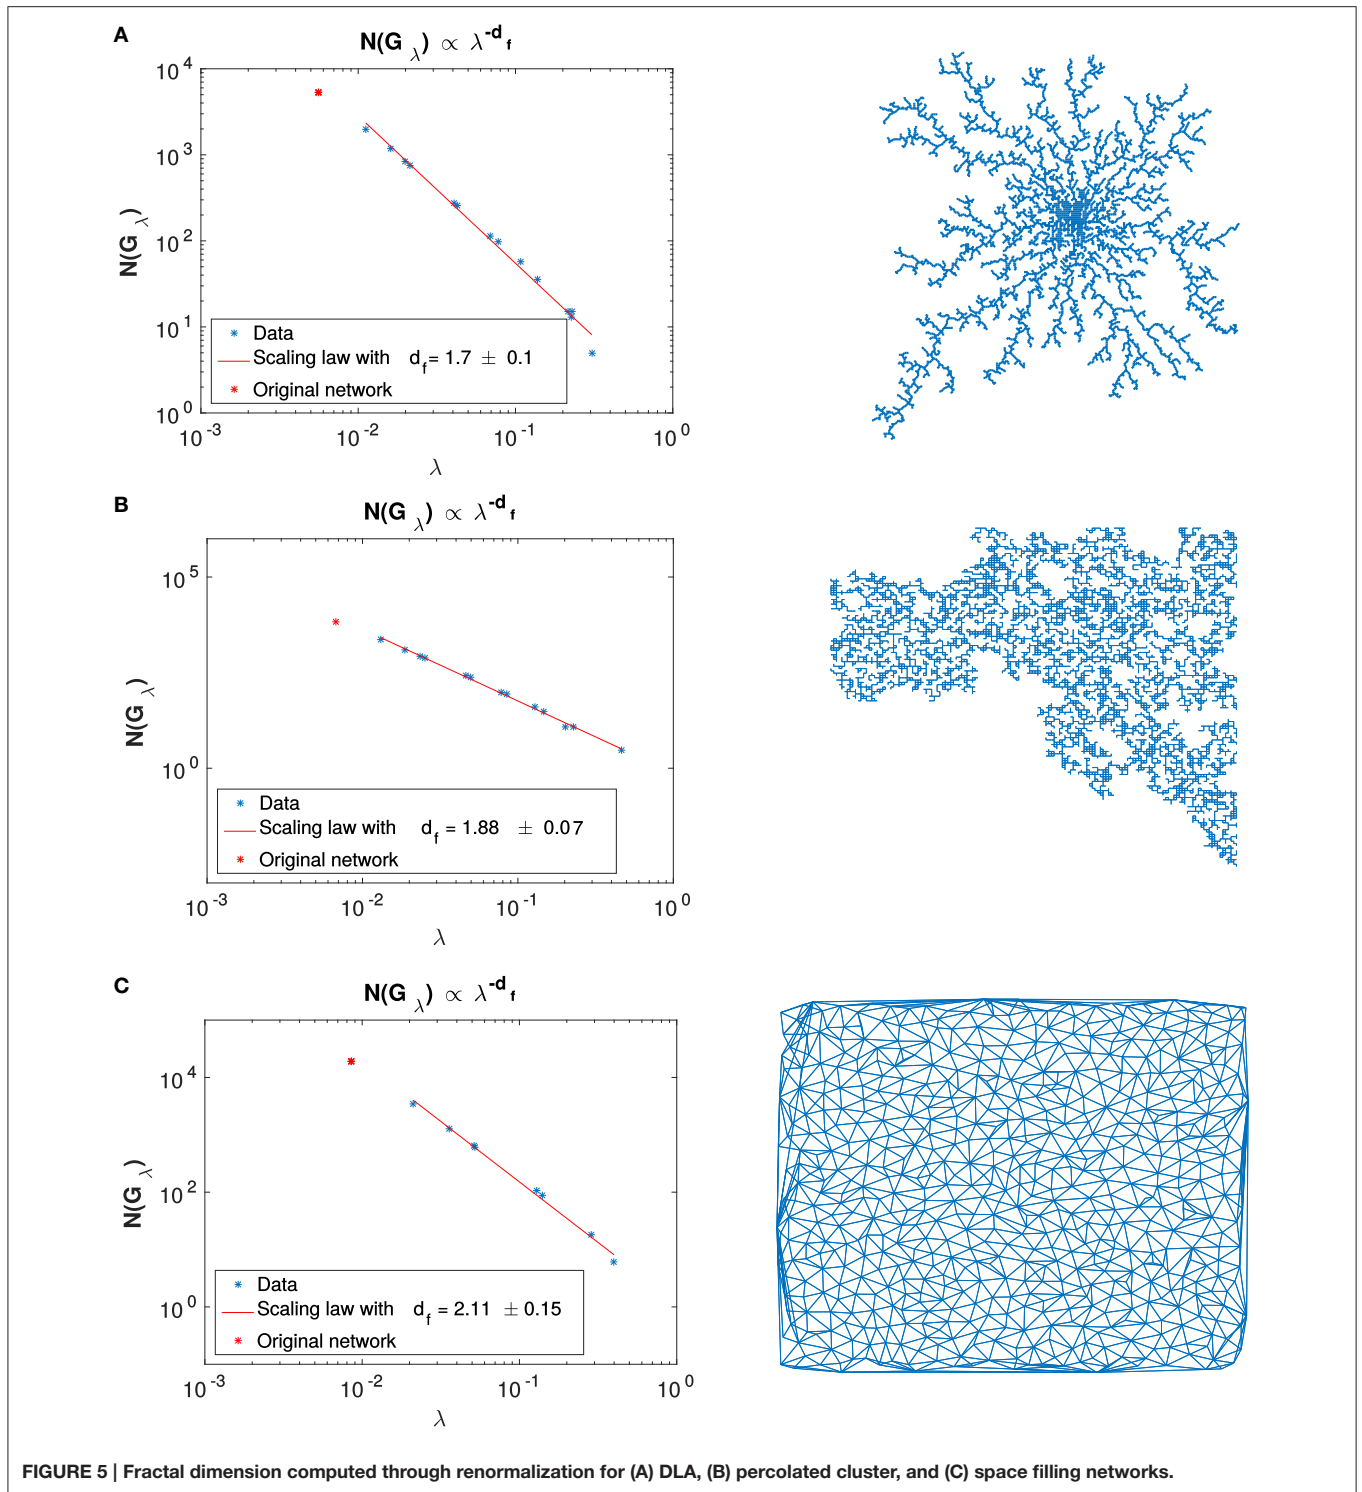 A
N(G λ) ∝ λ^-d f
10^4
10^3
10^2
10^1
10^0
N(G λ)
Data
Scaling law with d f = 1.7 ± 0.1
Original network
10^-3 10^-2 10^-1 10^0
λ
B
N(G λ) ∝ λ^-d f
10^5
10^0
N(G λ)
Data
Scaling law with d f = 1.88 ± 0.07
Original network
10^-3 10^-2 10^-1 10^0
λ
C
N(G λ) ∝ λ^-d f
10^4
10^2
10^0
N(G λ)
Data
Scaling law with d f = 2.11 ± 0.15
Original network
10^-3 10^-2 10^-1 10^0
λ
FIGURE 5 | Fractal dimension computed through renormalization for (A) DLA, (B) percolated cluster, and (C) space filling networks.